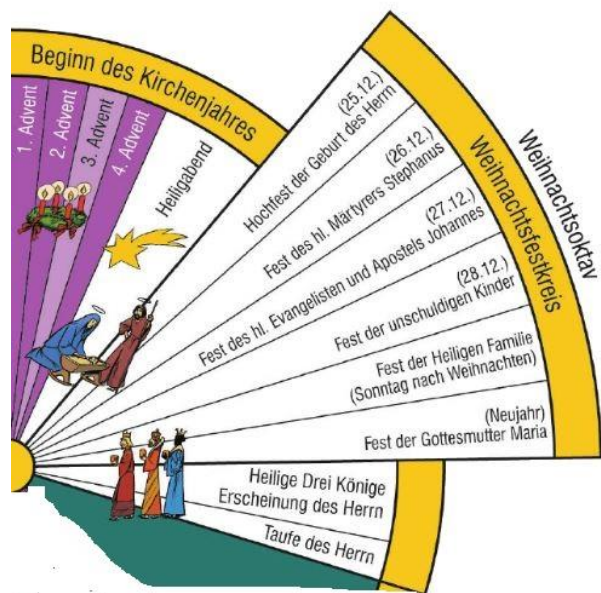 Beginn des Kirchenjahres
1. Advent
2. Advent
3. Advent
4. Advent
Heiligabend
(25.12.)
Hochfest der Geburt des Herrn
(26.12.)
Fest des hl. Märtyrers Stephanus
(27.12.)
Fest des hl. Evangelisten und Apostels Johannes
(28.12.)
Fest der unschuldigen Kinder
Fest der Heiligen Familie
(Sonntag nach Weihnachten)
(Neujahr)
Fest der Gottesmutter Maria
Weihnachtsfestkreis
Weihnachtsoktav
Heilige Drei Könige
Erscheinung des Herrn
Taufe des Herrn